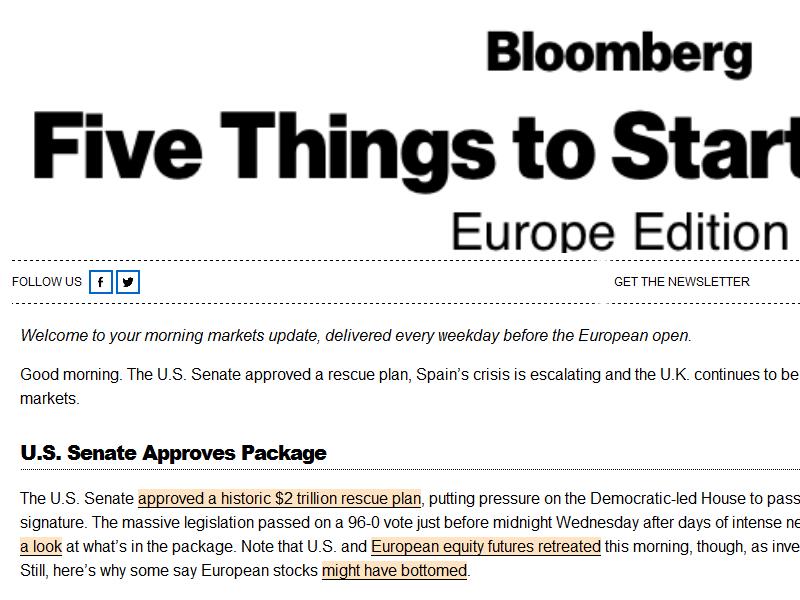 Bloomberg
Five Things to Start
Europe Edition
FOLLOW US
GET THE NEWSLETTER
Welcome to your morning markets update, delivered every weekday before the European open.
Good morning. The U.S. Senate approved a rescue plan, Spain’s crisis is escalating and the U.K. continues to be
markets.
U.S. Senate Approves Package
The U.S. Senate approved a historic $2 trillion rescue plan, putting pressure on the Democratic-led House to pass
signature. The massive legislation passed on a 96-0 vote just before midnight Wednesday after days of intense ne
a look at what’s in the package. Note that U.S. and European equity futures retreated this morning, though, as inve
Still, here’s why some say European stocks might have bottomed.